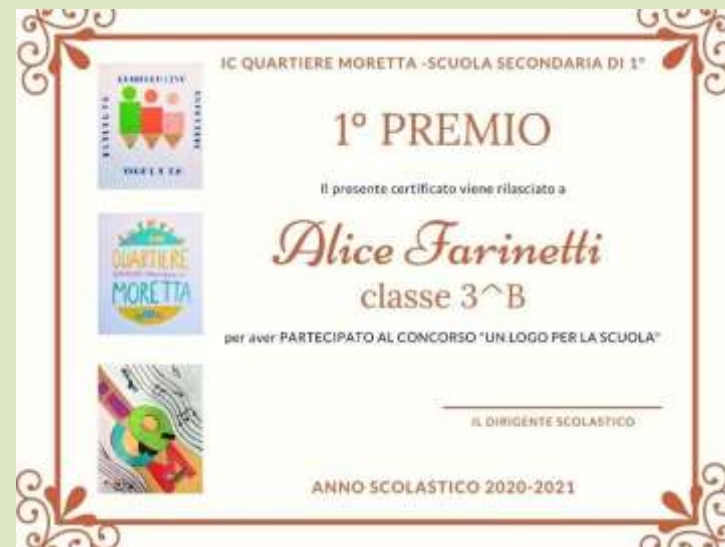 IC QUARTIERE MORETTA -SCUOLA SECONDARIA DI 1°
1° PREMIO
Il presente certificato viene rilasciato a
Alice Farinetti
classe 3^B
per aver PARTECIPATO AL CONCORSO "UN LOGO PER LA SCUOLA"
QUARTIERE
MORETTA
IL DIRIGENTE SCOLASTICO
ANNO SCOLASTICO 2020-2021